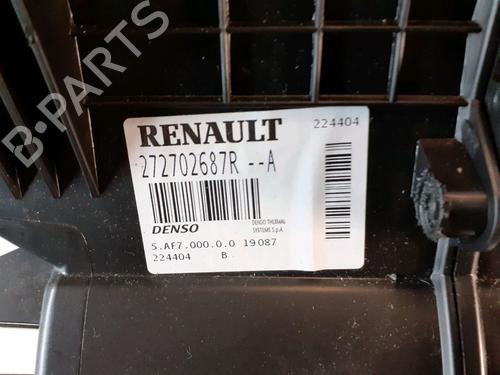 B-PARTS
RENAULT 224404
272702687R --A
DENSO DENSO THERMAL
SYSTEMS S.p.A.
5.AF7.000.0.0 19087
224404 B